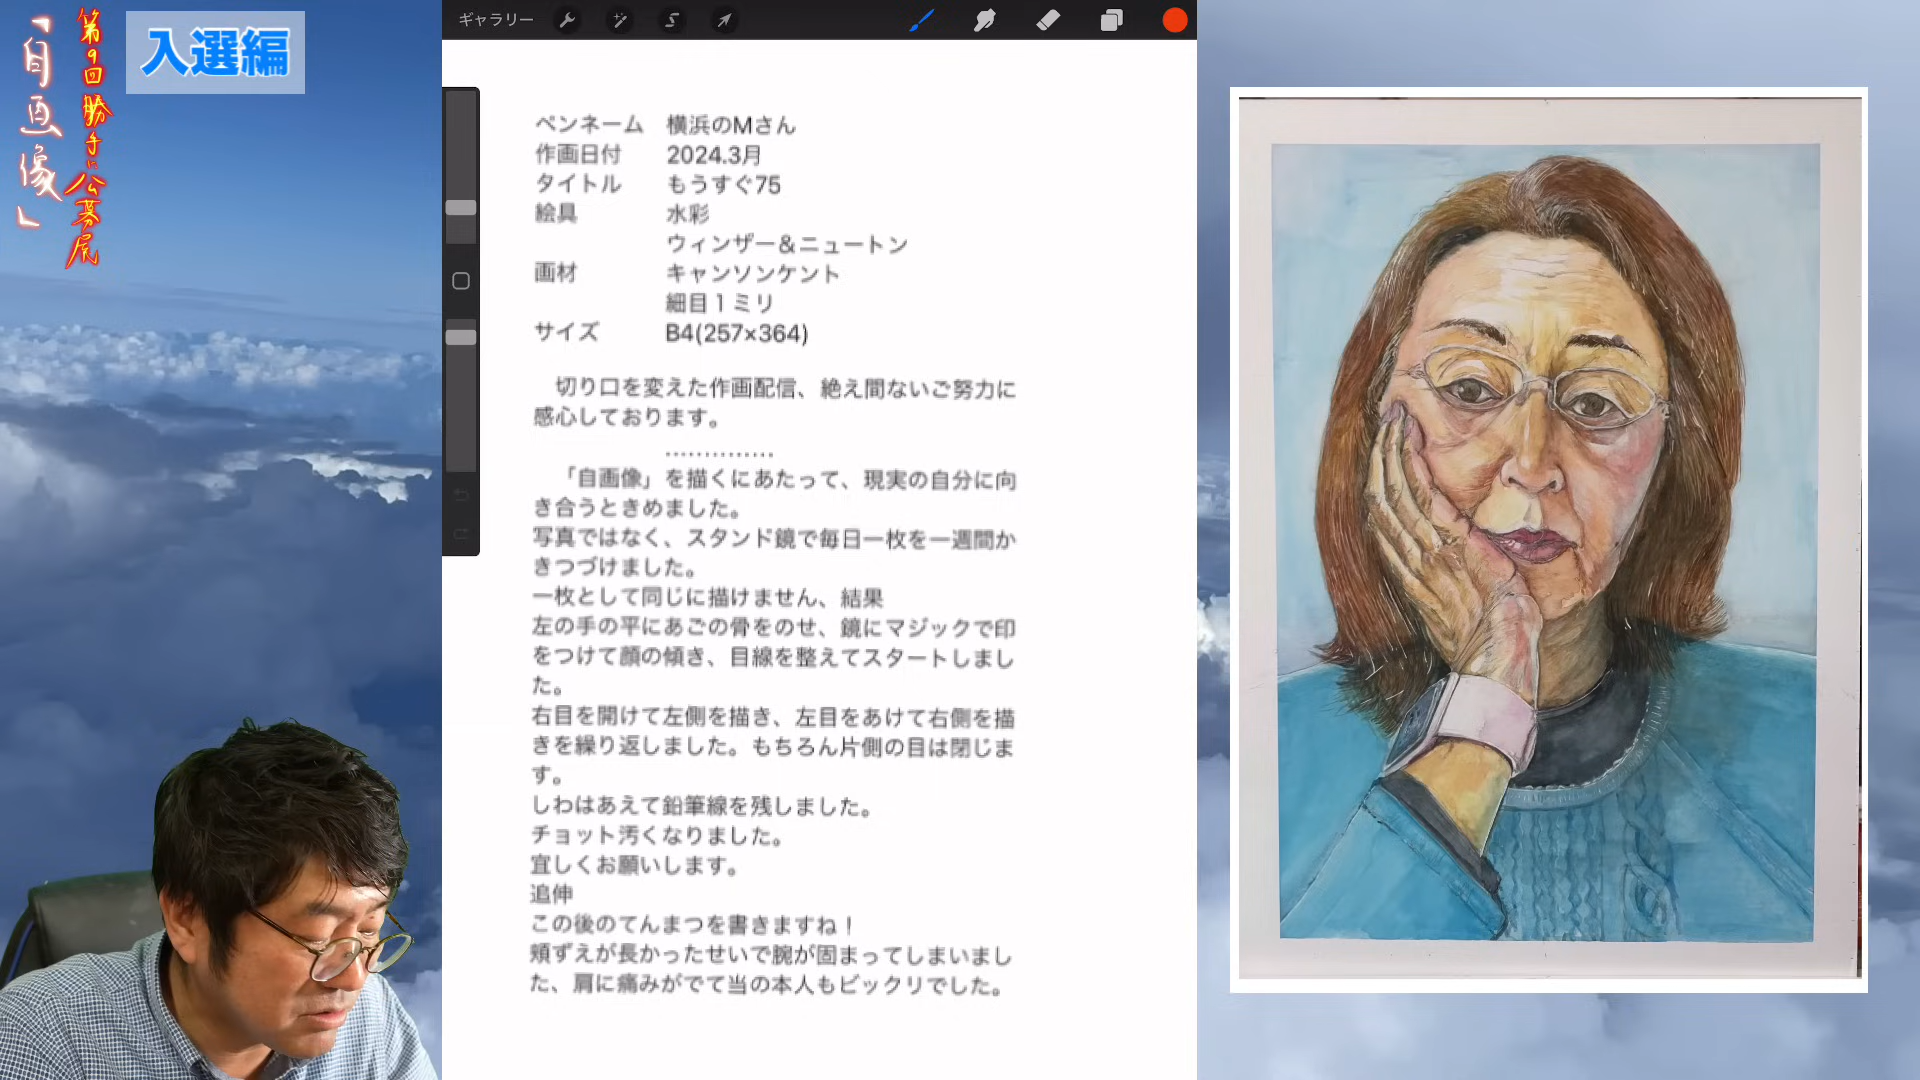 第9回 勝手に公募展
「自画像」
入選編
ギャラリー
ペンネーム 横浜のMさん
作画日付 2024.3月
タイトル もうすぐ75
絵具 水彩
ウィンザー＆ニュートン
画材 キャンソンケント
細目１ミリ
サイズ B4(257×364)
切り口を変えた作画配信、絶え間ないご努力に
感心しております。
..............
「自画像」を描くにあたって、現実の自分に向
き合うときめました。
写真ではなく、スタンド鏡で毎日一枚を一週間か
きつづけました。
一枚として同じに描けません、結果
左の手の平にあごの骨をのせ、鏡にマジックで印
をつけて顔の傾き、目線を整えてスタートしまし
た。
右目を開けて左側を描き、左目をあけて右側を描
きを繰り返しました。もちろん片側の目は閉じま
す。
しわはあえて鉛筆線を残しました。
チョット汚くなりました。
宜しくお願いします。
追伸
この後のてんまつを書きますね！
頬ずえが長かったせいで腕が固まってしまいまし
た、肩に痛みがでて当の本人もビックリでした。